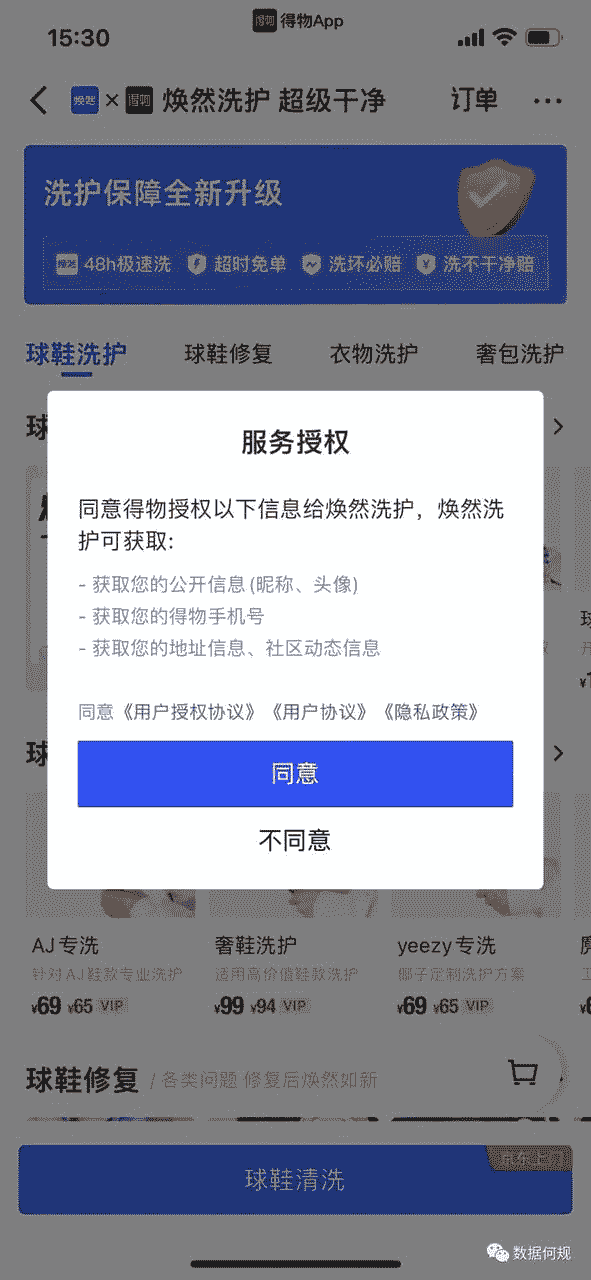 得物App
15:30
焕然 × 得物 焕然洗护 超级干净 订单
洗护保障全新升级
焕然 48h极速洗 超时免单 洗坏必赔 ¥ 洗不干净赔
球鞋洗护 球鞋修复 衣物洗护 奢包洗护
球
服务授权
同意得物授权以下信息给焕然洗护，焕然洗
护可获取:
- 获取您的公开信息(昵称、头像)
- 获取您的得物手机号
- 获取您的地址信息、社区动态信息
同意《用户授权协议》《用户协议》《隐私政策》
同意
不同意
球
AJ专洗 奢鞋洗护 yeezy专洗
针对AJ鞋款专业洗护 适用高价值鞋款洗护 椰子定制洗护方案
¥69 ¥65 VIP ¥99 ¥94 VIP ¥69 ¥65 VIP
球鞋修复 / 各类问题 修复后焕然如新
球鞋清洗
数据何规